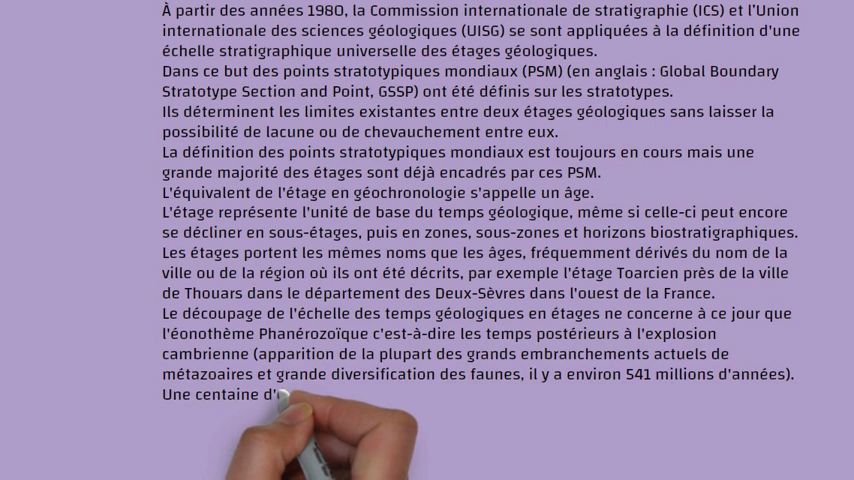 À partir des années 1980, la Commission internationale de stratigraphie (ICS) et l'Union
internationale des sciences géologiques (UISG) se sont appliquées à la définition d'une
échelle stratigraphique universelle des étages géologiques.
Dans ce but des points stratotypiques mondiaux (PSM) (en anglais : Global Boundary
Stratotype Section and Point, GSSP) ont été définis sur les stratotypes.
Ils déterminent les limites existantes entre deux étages géologiques sans laisser la
possibilité de lacune ou de chevauchement entre eux.
La définition des points stratotypiques mondiaux est toujours en cours mais une
grande majorité des étages sont déjà encadrés par ces PSM.
L'équivalent de l'étage en géochronologie s'appelle un âge.
L'étage représente l'unité de base du temps géologique, même si celle-ci peut encore
se décliner en sous-étages, puis en zones, sous-zones et horizons biostratigraphiques.
Les étages portent les mêmes noms que les âges, fréquemment dérivés du nom de la
ville ou de la région où ils ont été décrits, par exemple l'étage Toarcien près de la ville
de Thouars dans le département des Deux-Sèvres dans l'ouest de la France.
Le découpage de l'échelle des temps géologiques en étages ne concerne à ce jour que
l'éonothème Phanérozoïque c'est-à-dire les temps postérieurs à l'explosion
cambrienne (apparition de la plupart des grands embranchements actuels de
métazoaires et grande diversification des faunes, il y a environ 541 millions d'années).
Une centaine d'